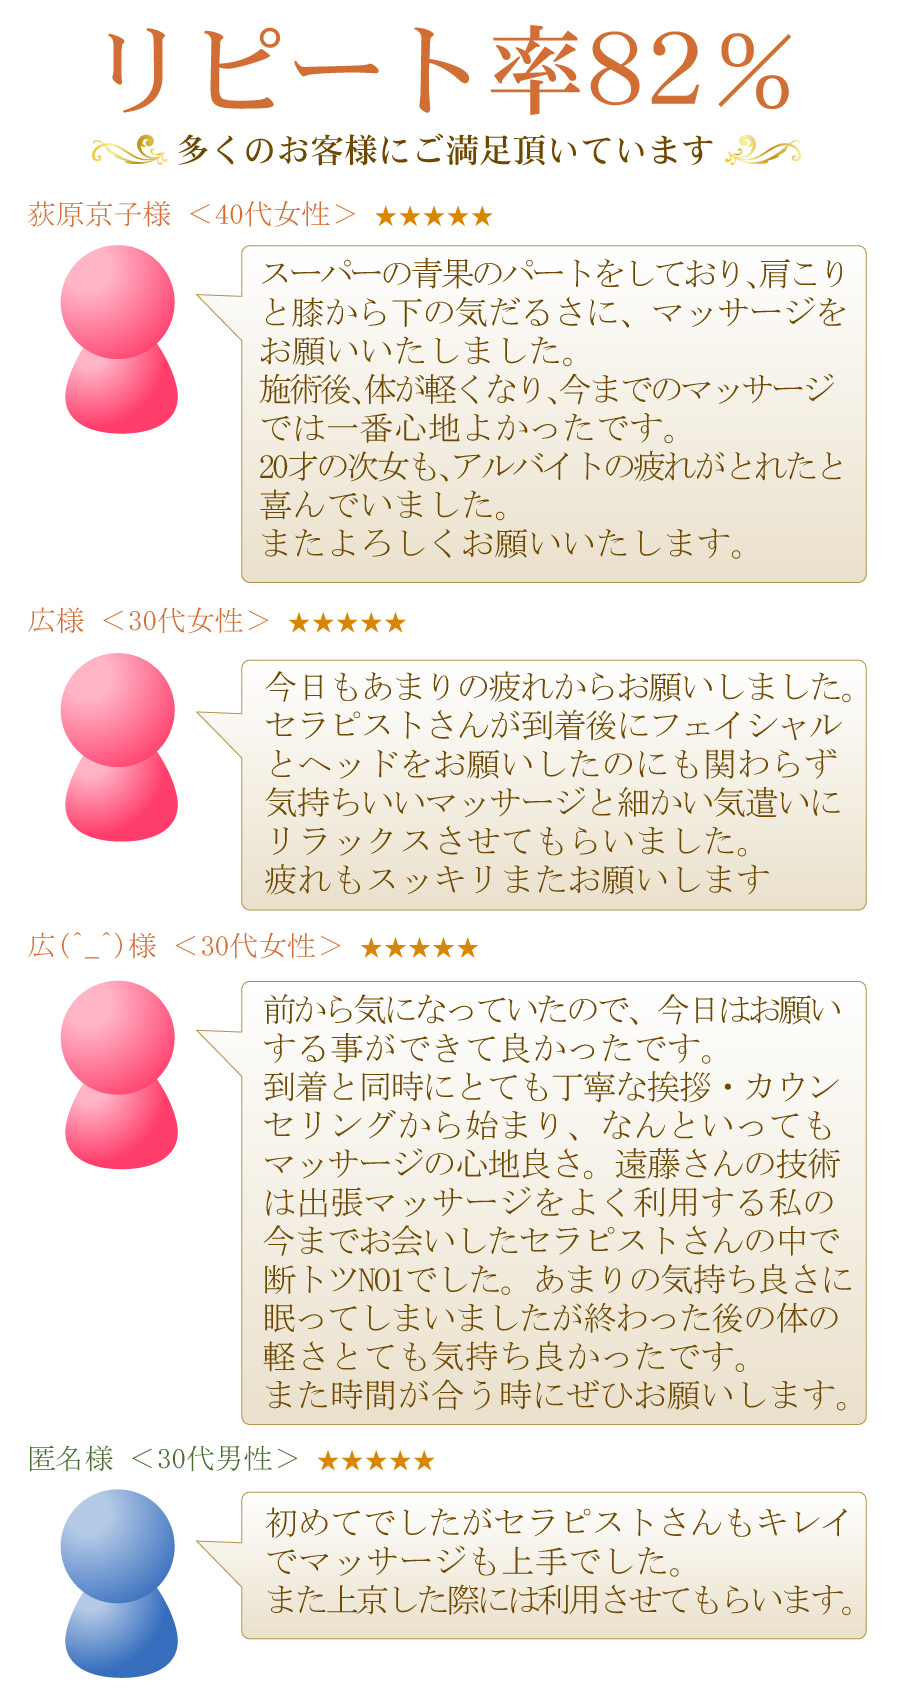 リピート率82％
多くのお客様にご満足頂いています
荻原京子様 ＜40代女性＞ ★★★★★
スーパーの青果のパートをしており、肩こり
と膝から下の気だるさに、マッサージを
お願いいたしました。
施術後、体が軽くなり、今までのマッサージ
では一番心地よかったです。
20才の次女も、アルバイトの疲れがとれたと
喜んでいました。
またよろしくお願いいたします。
広様 ＜30代女性＞ ★★★★★
今日もあまりの疲れからお願いしました。
セラピストさんが到着後にフェイシャル
とヘッドをお願いしたのにも関わらず
気持ちいいマッサージと細かい気遣いに
リラックスさせてもらいました。
疲れもスッキリまたお願いします
広(^_^)様 ＜30代女性＞ ★★★★★
前から気になっていたので、今日はお願い
する事ができて良かったです。
到着と同時にとても丁寧な挨拶・カウン
セリングから始まり、なんといっても
マッサージの心地良さ。遠藤さんの技術
は出張マッサージをよく利用する私の
今までお会いしたセラピストさんの中で
断トツNO1でした。あまりの気持ち良さに
眠ってしまいましたが終わった後の体の
軽さとても気持ち良かったです。
また時間が合う時にぜひお願いします。
匿名様 ＜30代男性＞ ★★★★★
初めてでしたがセラピストさんもキレイ
でマッサージも上手でした。
また上京した際には利用させてもらいます。